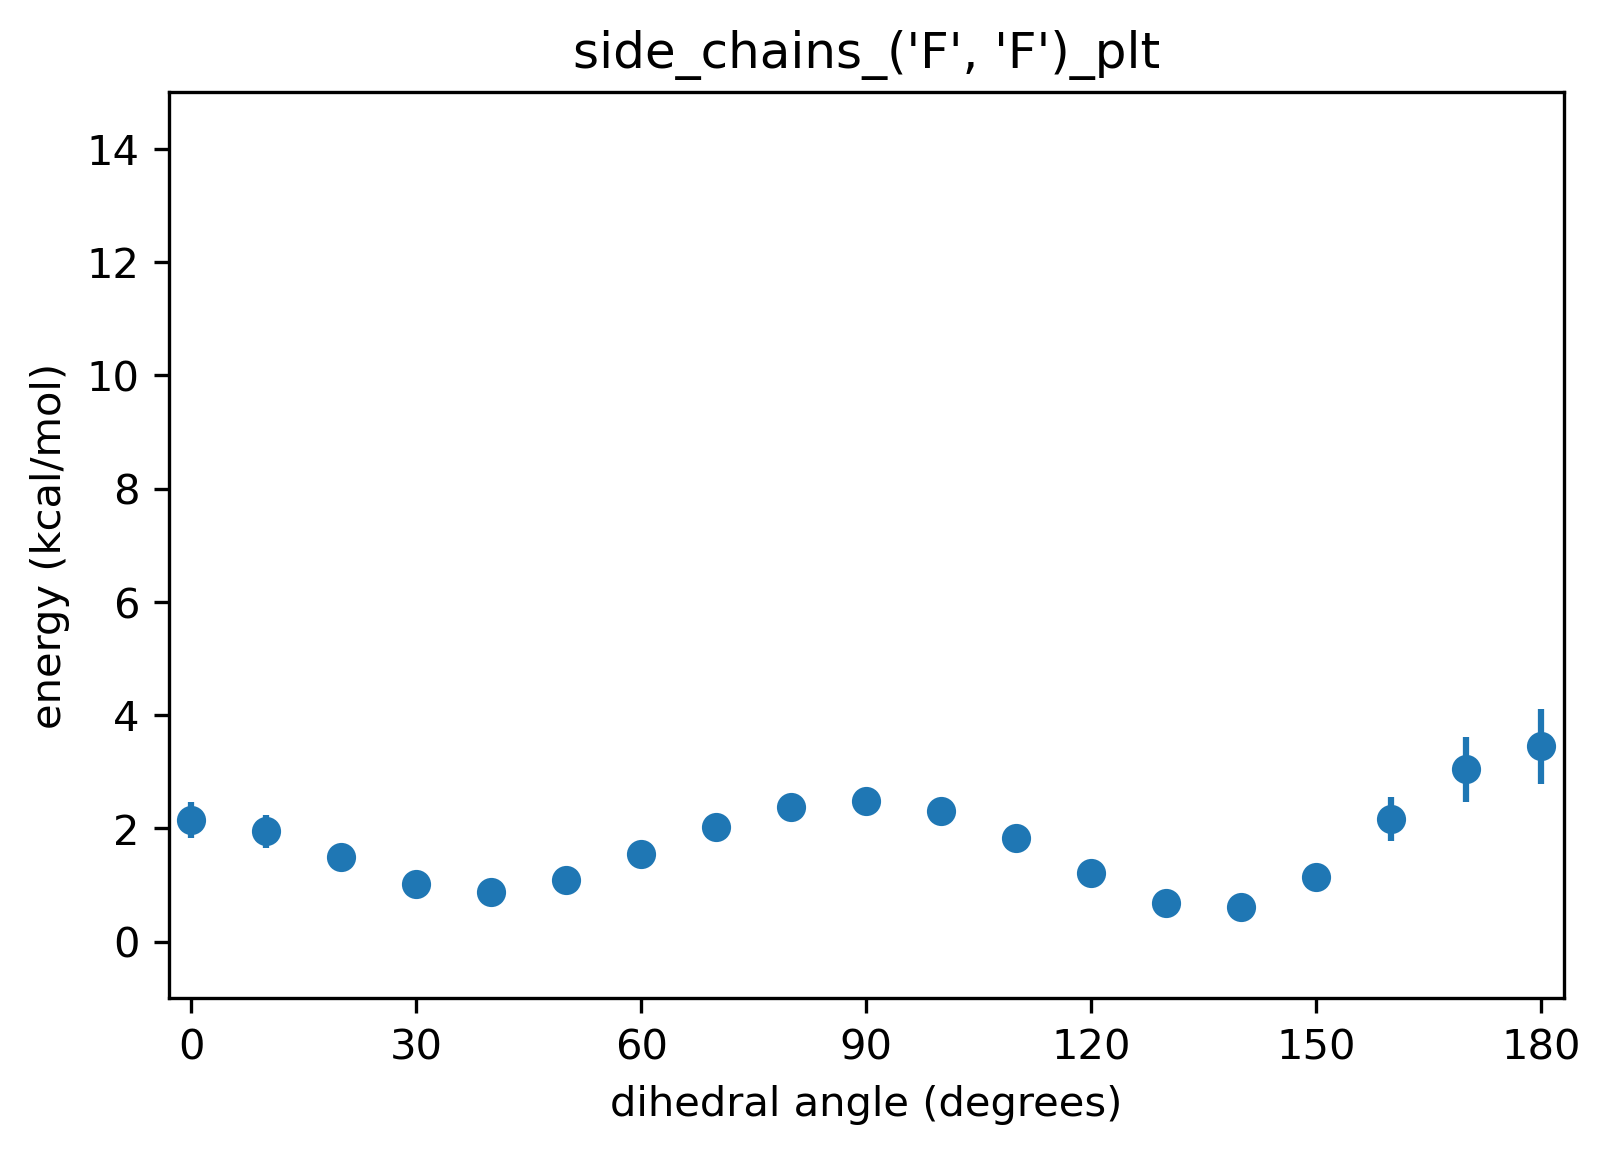 side_chains_('F', 'F')_plt
14
12
10
8
6
4
2
0
energy (kcal/mol)
0 30 60 90 120 150 180
dihedral angle (degrees)